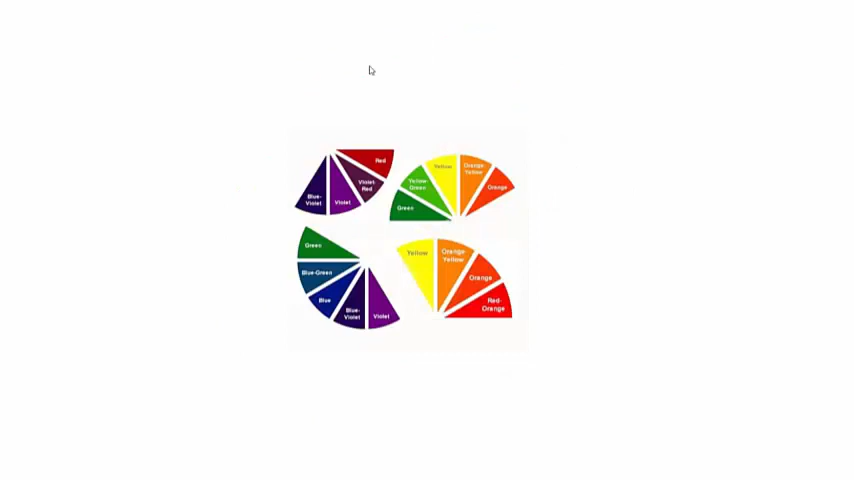 Red
Violet-
Red
Violet
Blue-
Violet
Green
Yellow-
Green
Yellow
Orange-
Yellow
Orange
Green
Blue-Green
Blue
Blue-
Violet
Violet
Yellow
Orange-
Yellow
Orange
Red-
Orange